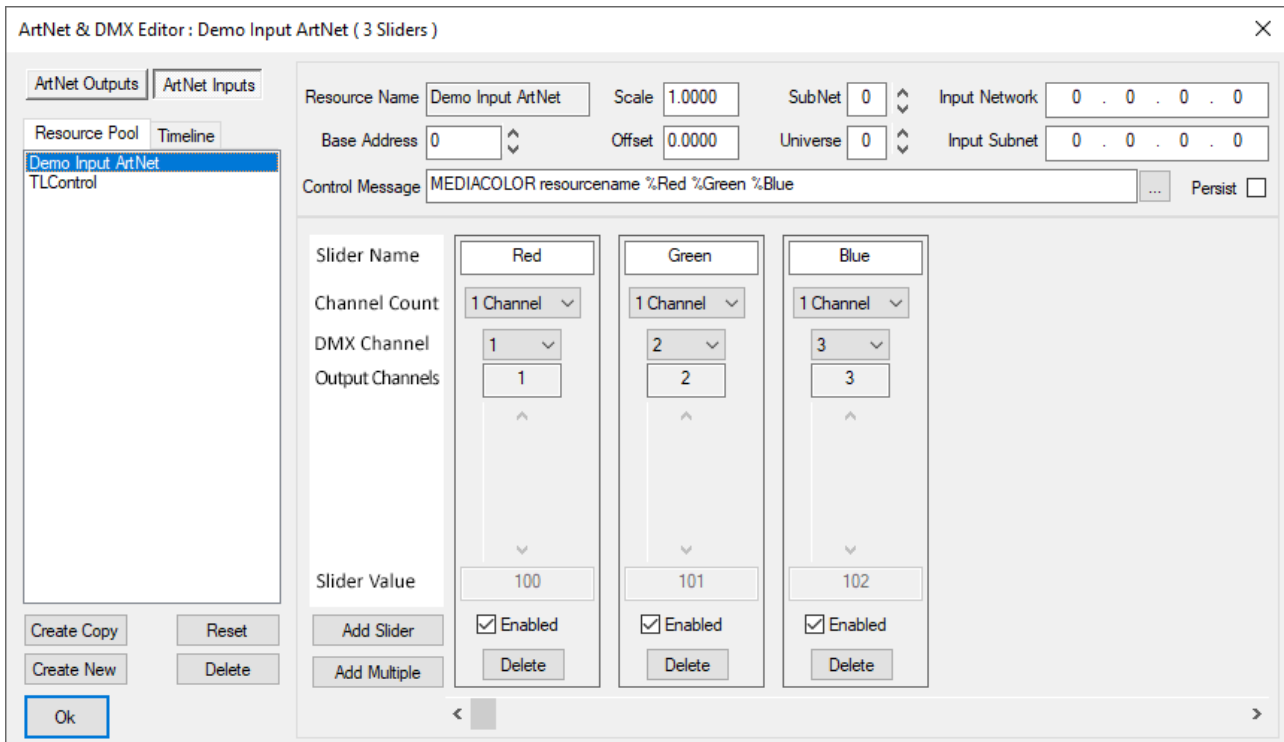 ArtNet & DMX Editor : Demo Input ArtNet ( 3 Sliders )
ArtNet Outputs ArtNet Inputs
Resource Pool Timeline
Demo Input ArtNet
TLControl
Create Copy Reset
Create New Delete
Ok
Resource Name Demo Input ArtNet Scale 1.0000 SubNet 0 Input Network 0 . 0 . 0 . 0
Base Address 0 Offset 0.0000 Universe 0 Input Subnet 0 . 0 . 0 . 0
Control Message MEDIACOLOR resourcename %Red %Green %Blue ... Persist
Slider Name Red Green Blue
Channel Count 1 Channel 1 Channel 1 Channel
DMX Channel 1 2 3
Output Channels 1 2 3
Slider Value 100 101 102
Add Slider Enabled Enabled Enabled
Add Multiple Delete Delete Delete